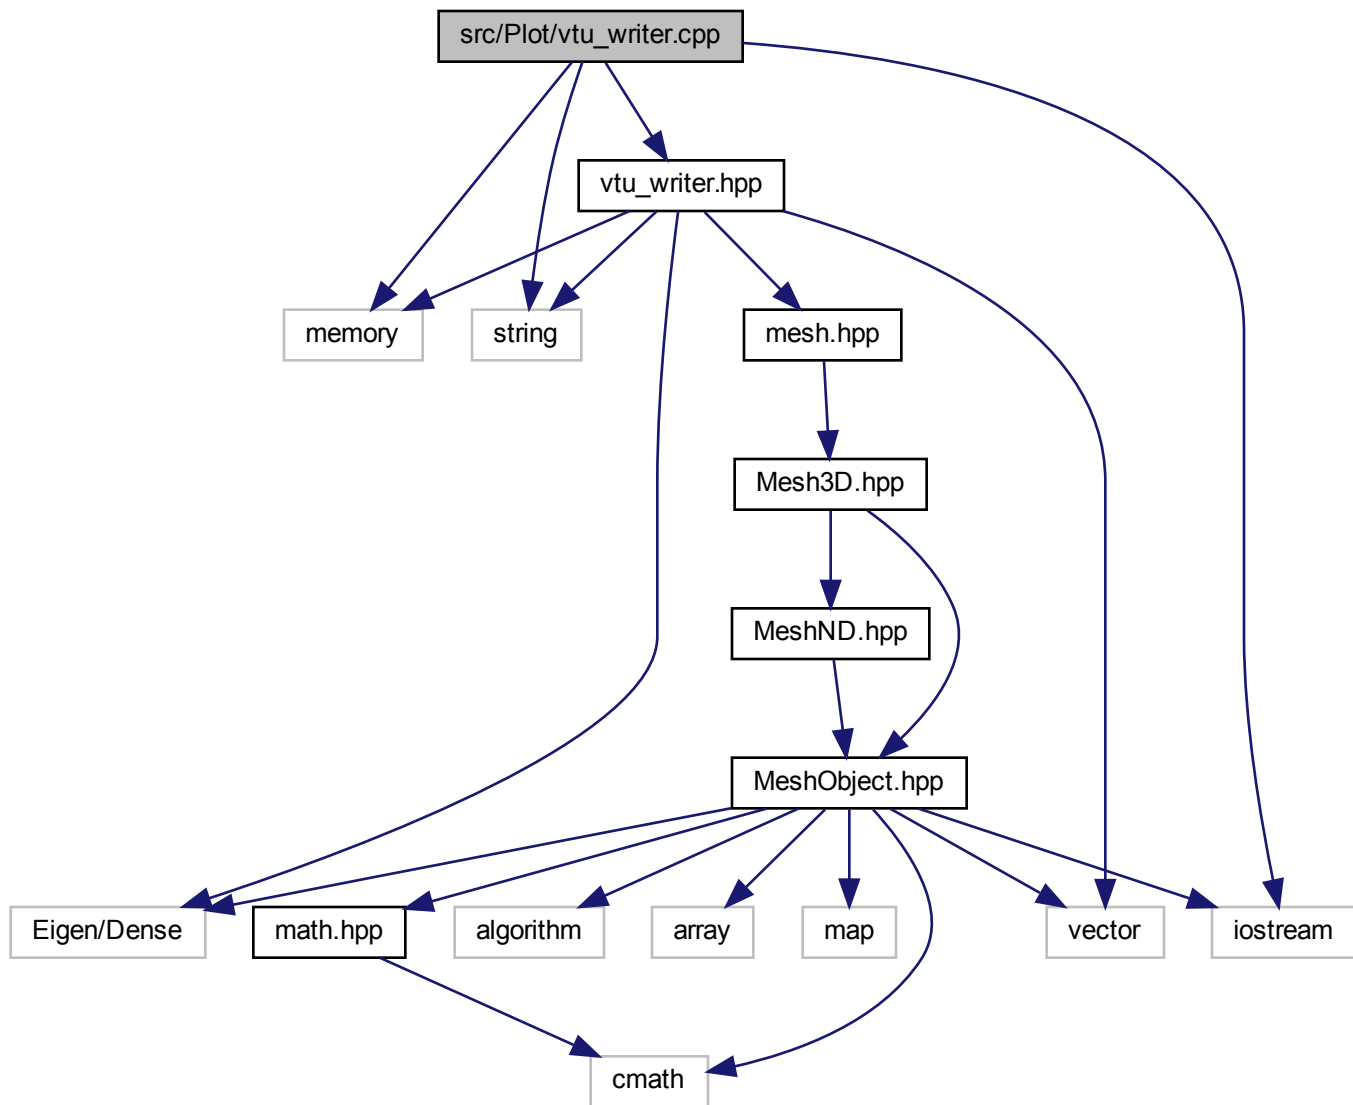 src/Plot/vtu_writer.cpp
vtu_writer.hpp
memory
string
mesh.hpp
Mesh3D.hpp
MeshND.hpp
MeshObject.hpp
Eigen/Dense
math.hpp
algorithm
array
map
vector
iostream
cmath